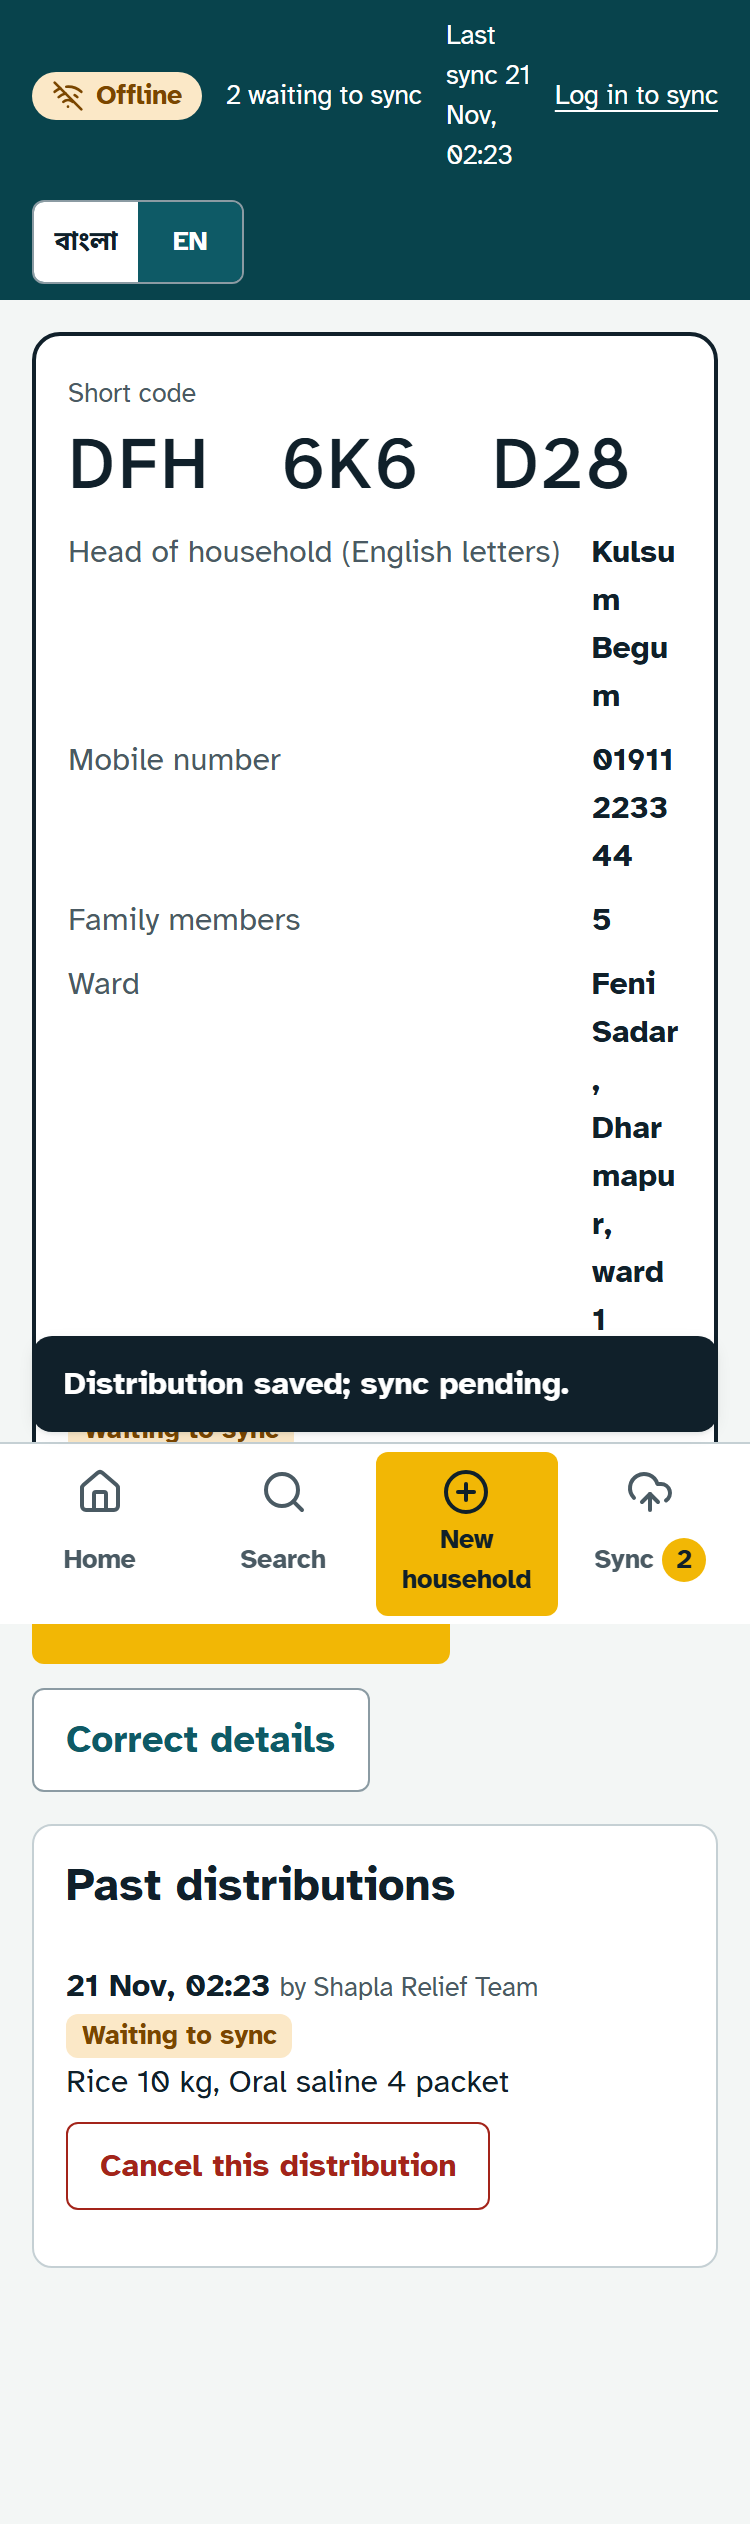 Offline
2 waiting to sync
Last
sync 21
Nov,
02:23
Log in to sync
বাংলা
EN
Short code
DFH 6K6 D28
Head of household (English letters)
Kulsu
m
Begu
m
Mobile number
01911
2233
44
Family members
5
Ward
Feni
Sadar
,
Dhar
mapu
r,
ward
1
Distribution saved; sync pending.
Waiting to sync
Home
Search
New
household
Sync 2
Correct details
Past distributions
21 Nov, 02:23 by Shapla Relief Team
Waiting to sync
Rice 10 kg, Oral saline 4 packet
Cancel this distribution